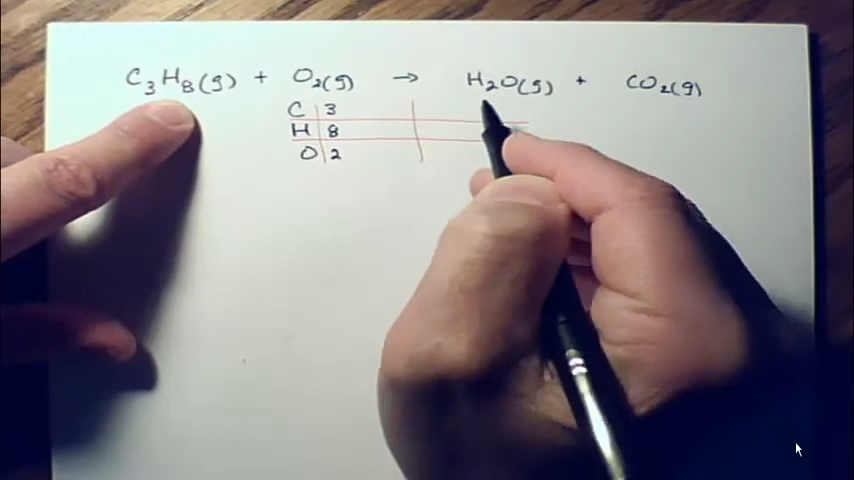 C3H8(g) + O2(g) → H2O(g) + CO2(g)
C 3
H 8
O 2